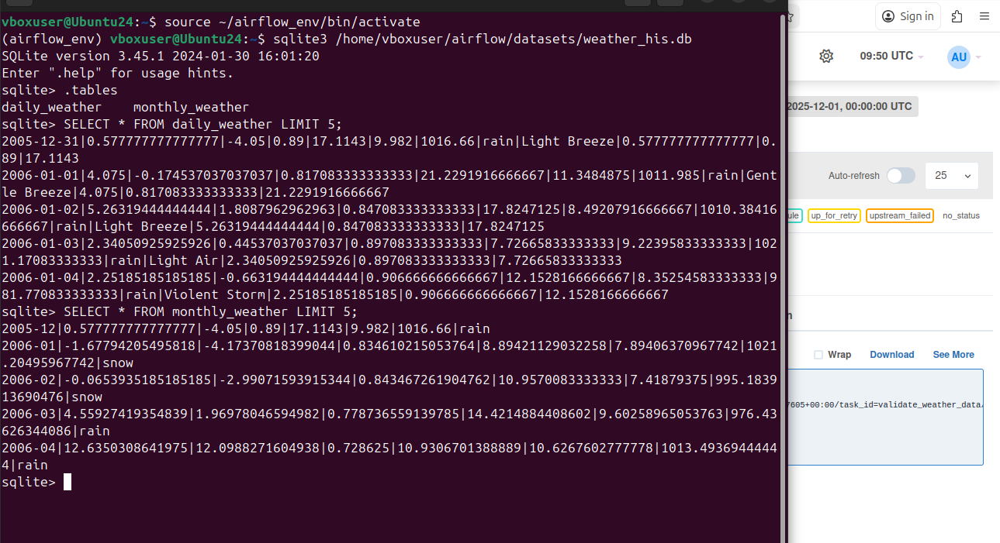 vboxuser@Ubuntu24:~$ source ~/airflow_env/bin/activate
(airflow_env) vboxuser@Ubuntu24:~$ sqlite3 /home/vboxuser/airflow/datasets/weather_his.db
SQLite version 3.45.1 2024-01-30 16:01:20
Enter ".help" for usage hints.
sqlite> .tables
daily_weather    monthly_weather
sqlite> SELECT * FROM daily_weather LIMIT 5;
2005-12-31|0.577777777777777|-4.05|0.89|17.1143|9.982|1016.66|rain|Light Breeze|0.577777777777777|0.
89|17.1143
2006-01-01|4.075|-0.174537037037037|0.817083333333333|21.2291916666667|11.3484875|1011.985|rain|Gent
le Breeze|4.075|0.817083333333333|21.2291916666667
2006-01-02|5.26319444444444|1.8087962962963|0.847083333333333|17.8247125|8.49207916666667|1010.38416
666667|rain|Light Breeze|5.26319444444444|0.847083333333333|17.8247125
2006-01-03|2.34050925925926|0.44537037037037|0.897083333333333|7.72665833333333|9.22395833333333|102
1.17083333333|rain|Light Air|2.34050925925926|0.897083333333333|7.72665833333333
2006-01-04|2.25185185185185|-0.663194444444444|0.906666666666667|12.1528166666667|8.35254583333333|9
81.770833333333|rain|Violent Storm|2.25185185185185|0.906666666666667|12.1528166666667
sqlite> SELECT * FROM monthly_weather LIMIT 5;
2005-12|0.577777777777777|-4.05|0.89|17.1143|9.982|1016.66|rain
2006-01|-1.67794205495818|-4.17370818399044|0.834610215053764|8.89421129032258|7.89406370967742|1021
.20495967742|snow
2006-02|-0.0653935185185185|-2.99071593915344|0.843467261904762|10.9570083333333|7.41879375|995.1839
13690476|snow
2006-03|4.55927419354839|1.96978046594982|0.778736559139785|14.4214884408602|9.60258965053763|976.43
626344086|rain
2006-04|12.6350308641975|12.0988271604938|0.728625|10.9306701388889|10.6267602777778|1013.4936944444
4|rain
sqlite>
Sign in
09:50 UTC
AU
2025-12-01, 00:00:00 UTC
Auto-refresh
25
ule up_for_retry upstream_failed no_status
n
Wrap Download See More
7605+00:00/task_id=validate_weather_data/